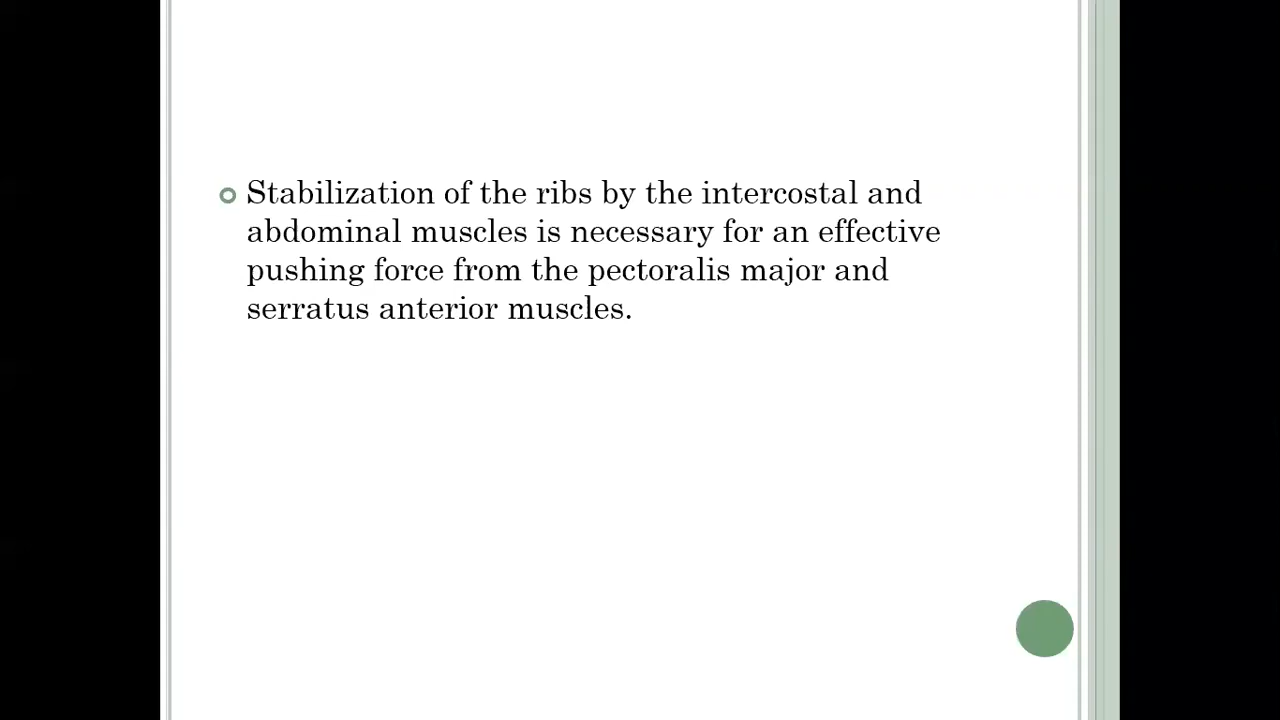 Stabilization of the ribs by the intercostal and
abdominal muscles is necessary for an effective
pushing force from the pectoralis major and
serratus anterior muscles.